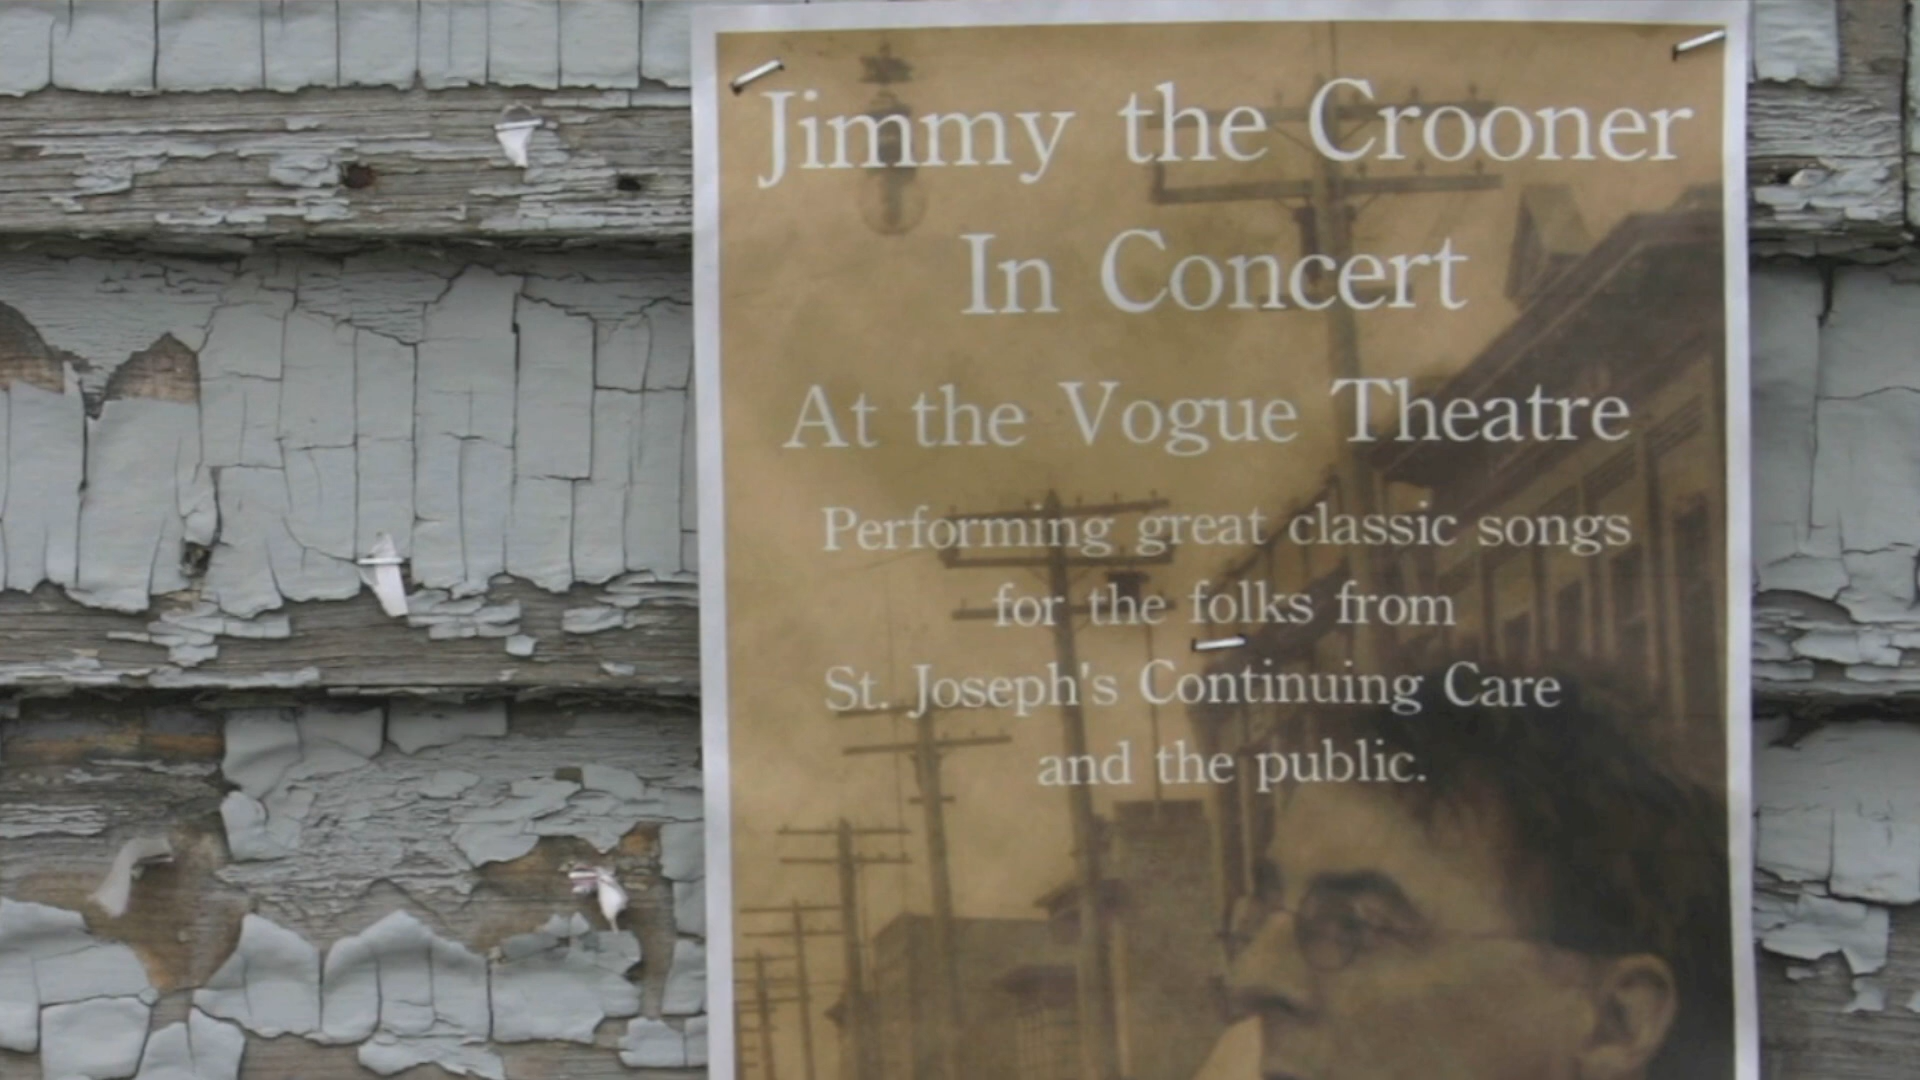 Jimmy the Crooner
In Concert
At the Vogue Theatre
Performing great classic songs
for the folks from
St. Joseph's Continuing Care
and the public.